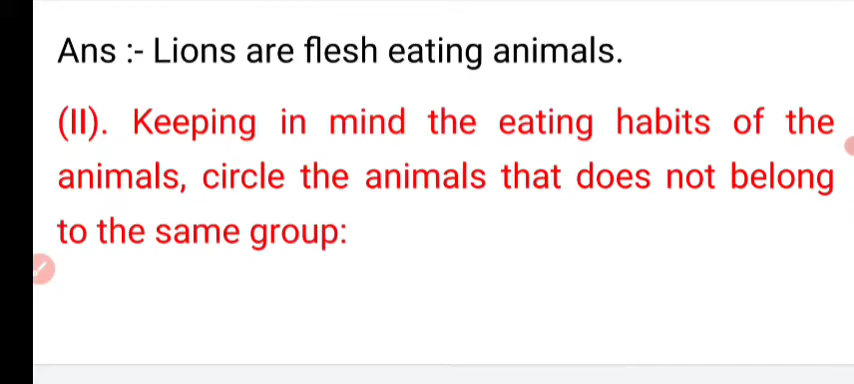 Ans :- Lions are flesh eating animals.
(II). Keeping in mind the eating habits of the
animals, circle the animals that does not belong
to the same group: